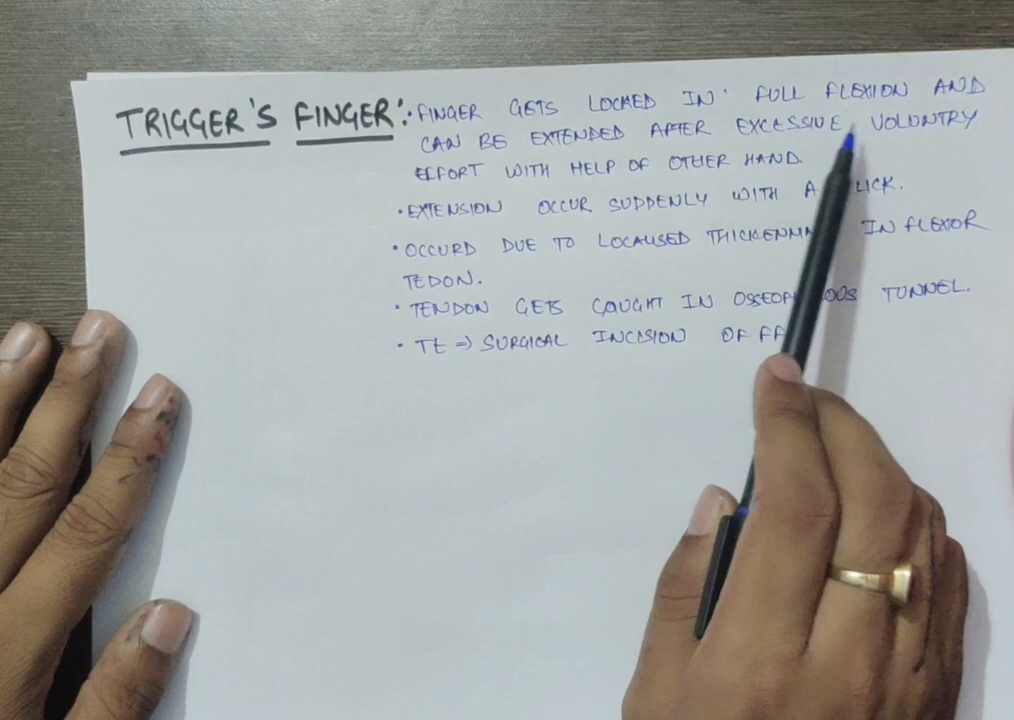 TRIGGER'S FINGER:• FINGER GETS LOCKED IN FULL FLEXION AND
CAN BE EXTENDED AFTER EXCESSIVE VOLUNTRY
EFFORT WITH HELP OF OTHER HAND.
• EXTENSION OCCUR SUDDENLY WITH A
• OCCURD DUE TO LOCALISED IN FLEXOR
TEDON.
• TENDON GETS CAUGHT IN TUNNEL.
• Tt => SURGICAL INCISION OF